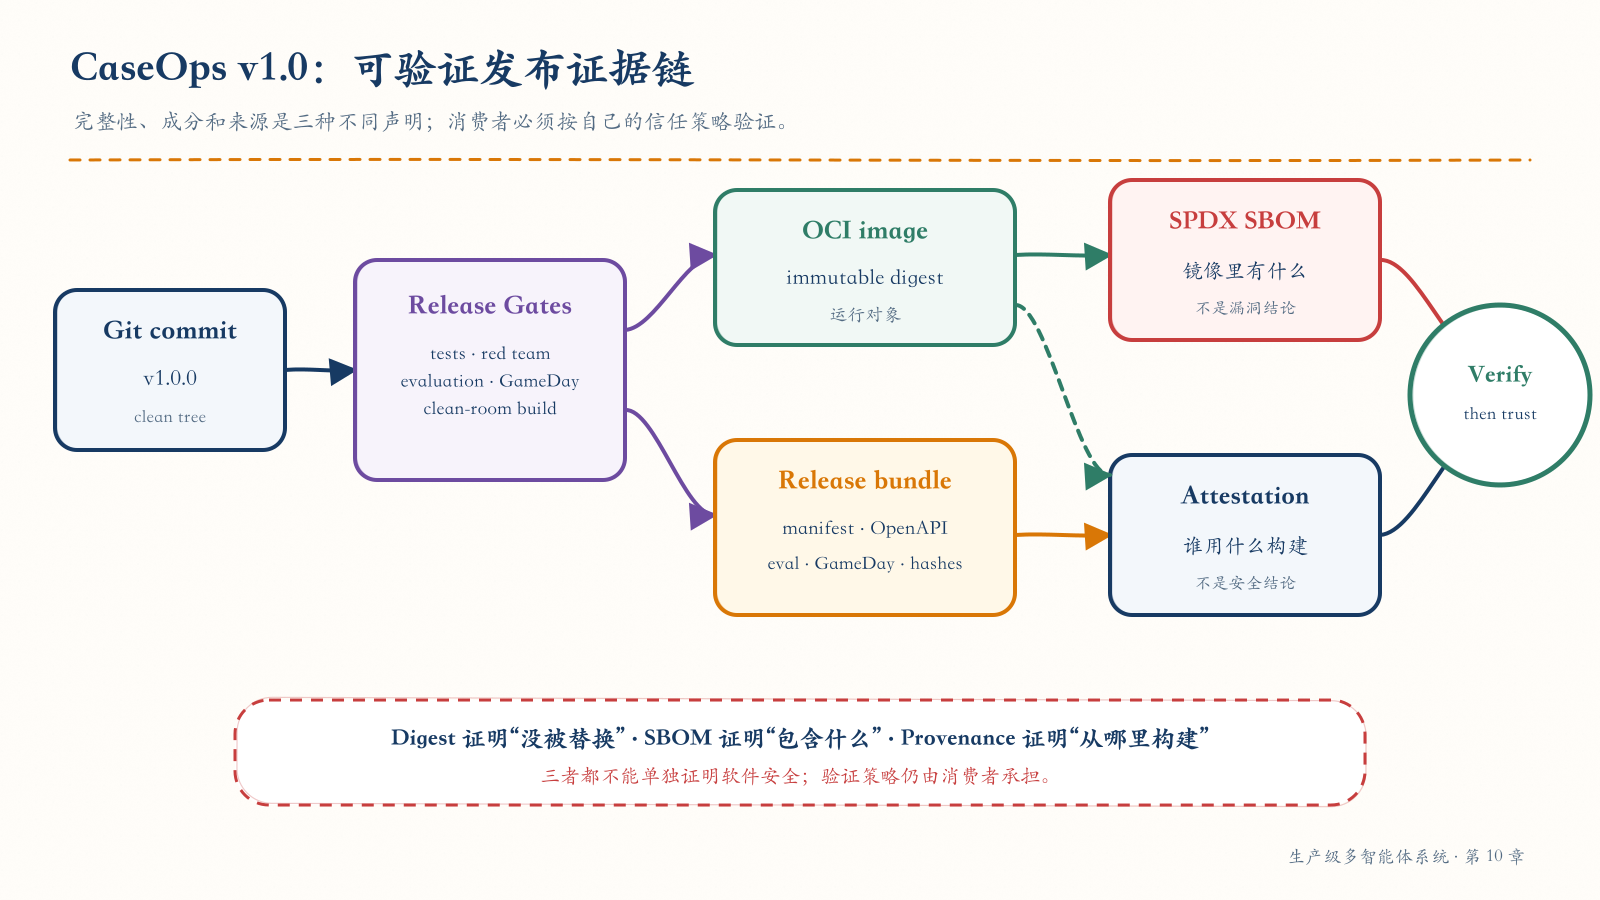 CaseOps v1.0：可验证发布证据链
完整性、成分和来源是三种不同声明；消费者必须按自己的信任策略验证。
Git commit
v1.0.0
clean tree
Release Gates
tests · red team
evaluation · GameDay
clean-room build
OCI image
immutable digest
运行对象
Release bundle
manifest · OpenAPI
eval · GameDay · hashes
SPDX SBOM
镜像里有什么
不是漏洞结论
Attestation
谁用什么构建
不是安全结论
Verify
then trust
Digest 证明“没被替换” · SBOM 证明“包含什么” · Provenance 证明“从哪里构建”
三者都不能单独证明软件安全；验证策略仍由消费者承担。
生产级多智能体系统 · 第 10 章